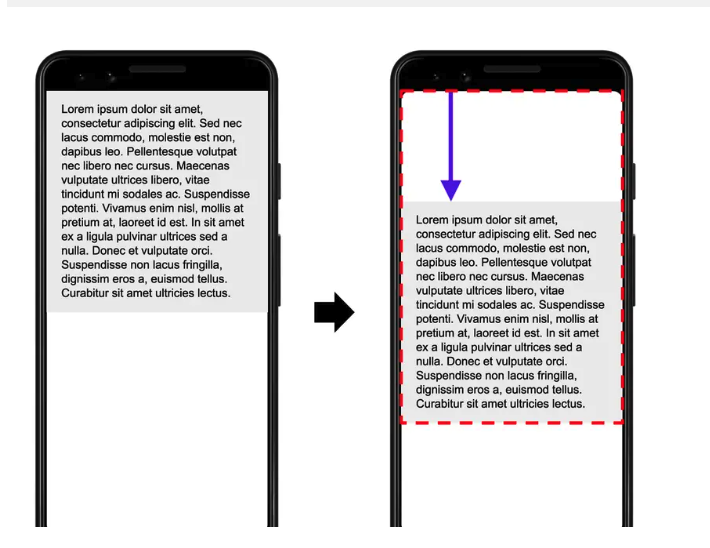 Lorem ipsum dolor sit amet,
consectetur adipiscing elit. Sed nec
lacus commodo, molestie est non,
dapibus leo. Pellentesque volutpat
nec libero nec cursus. Maecenas
vulputate ultrices libero, vitae
tincidunt mi sodales ac. Suspendisse
potenti. Vivamus enim nisl, mollis at
pretium at, laoreet id est. In sit amet
ex a ligula pulvinar ultrices sed a
nulla. Donec et vulputate orci.
Suspendisse non lacus fringilla,
dignissim eros a, euismod tellus.
Curabitur sit amet ultricies lectus.
Lorem ipsum dolor sit amet,
consectetur adipiscing elit. Sed nec
lacus commodo, molestie est non,
dapibus leo. Pellentesque volutpat
nec libero nec cursus. Maecenas
vulputate ultrices libero, vitae
tincidunt mi sodales ac. Suspendisse
potenti. Vivamus enim nisl, mollis at
pretium at, laoreet id est. In sit amet
ex a ligula pulvinar ultrices sed a
nulla. Donec et vulputate orci.
Suspendisse non lacus fringilla,
dignissim eros a, euismod tellus.
Curabitur sit amet ultricies lectus.